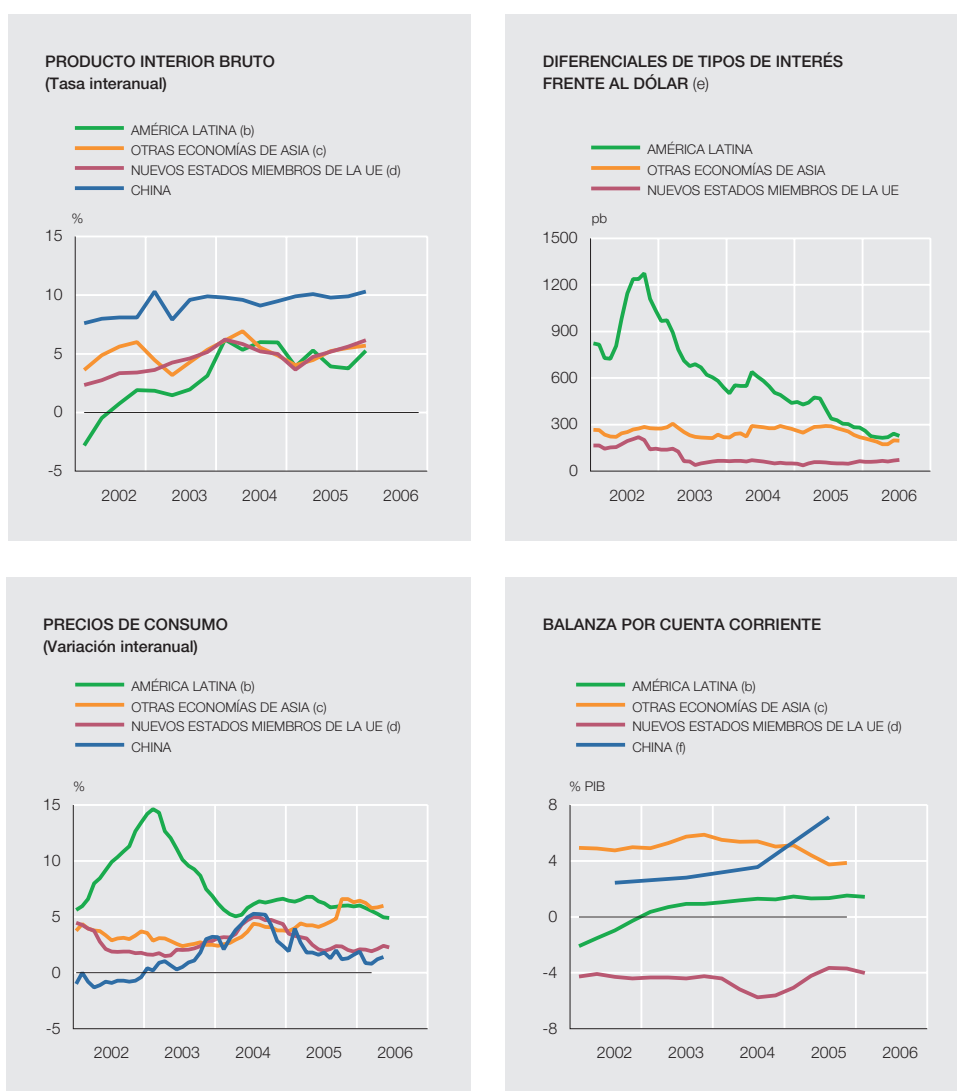 PRODUCTO INTERIOR BRUTO
(Tasa interanual)
AMÉRICA LATINA (b)
OTRAS ECONOMÍAS DE ASIA (c)
NUEVOS ESTADOS MIEMBROS DE LA UE (d)
CHINA
%
15
10
5
0
-5
2002 2003 2004 2005 2006
DIFERENCIALES DE TIPOS DE INTERÉS
FRENTE AL DÓLAR (e)
AMÉRICA LATINA
OTRAS ECONOMÍAS DE ASIA
NUEVOS ESTADOS MIEMBROS DE LA UE
pb
1500
1200
900
600
300
0
2002 2003 2004 2005 2006
PRECIOS DE CONSUMO
(Variación interanual)
AMÉRICA LATINA (b)
OTRAS ECONOMÍAS DE ASIA (c)
NUEVOS ESTADOS MIEMBROS DE LA UE (d)
CHINA
%
15
10
5
0
-5
2002 2003 2004 2005 2006
BALANZA POR CUENTA CORRIENTE
AMÉRICA LATINA (b)
OTRAS ECONOMÍAS DE ASIA (c)
NUEVOS ESTADOS MIEMBROS DE LA UE (d)
CHINA (f)
% PIB
8
4
0
-4
-8
2002 2003 2004 2005 2006